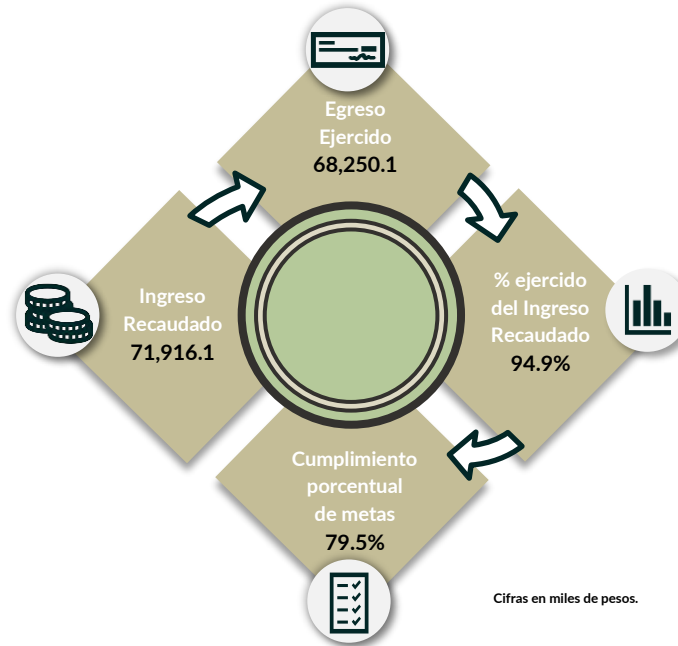 Egreso
Ejercido
68,250.1
Ingreso
Recaudado
71,916.1
% ejercido
del Ingreso
Recaudado
94.9%
Cumplimiento
porcentual
de metas
79.5%
Cifras en miles de pesos.